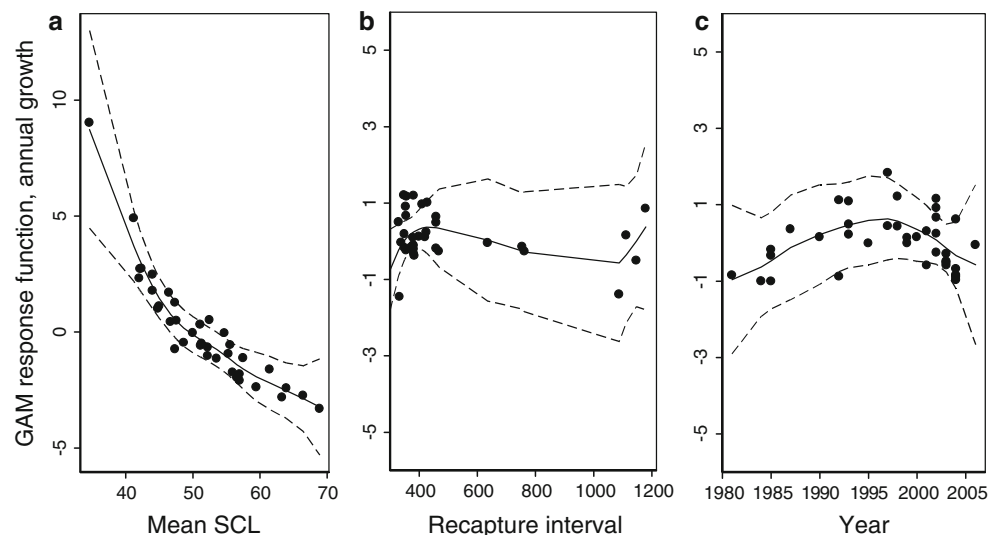 a
b
c
GAM response function, annual growth
10
5
0
-5
5
3
1
-1
-3
-5
5
3
1
-1
-3
-5
40 50 60 70
400 600 800 1000 1200
1980 1985 1990 1995 2000 2005
Mean SCL
Recapture interval
Year